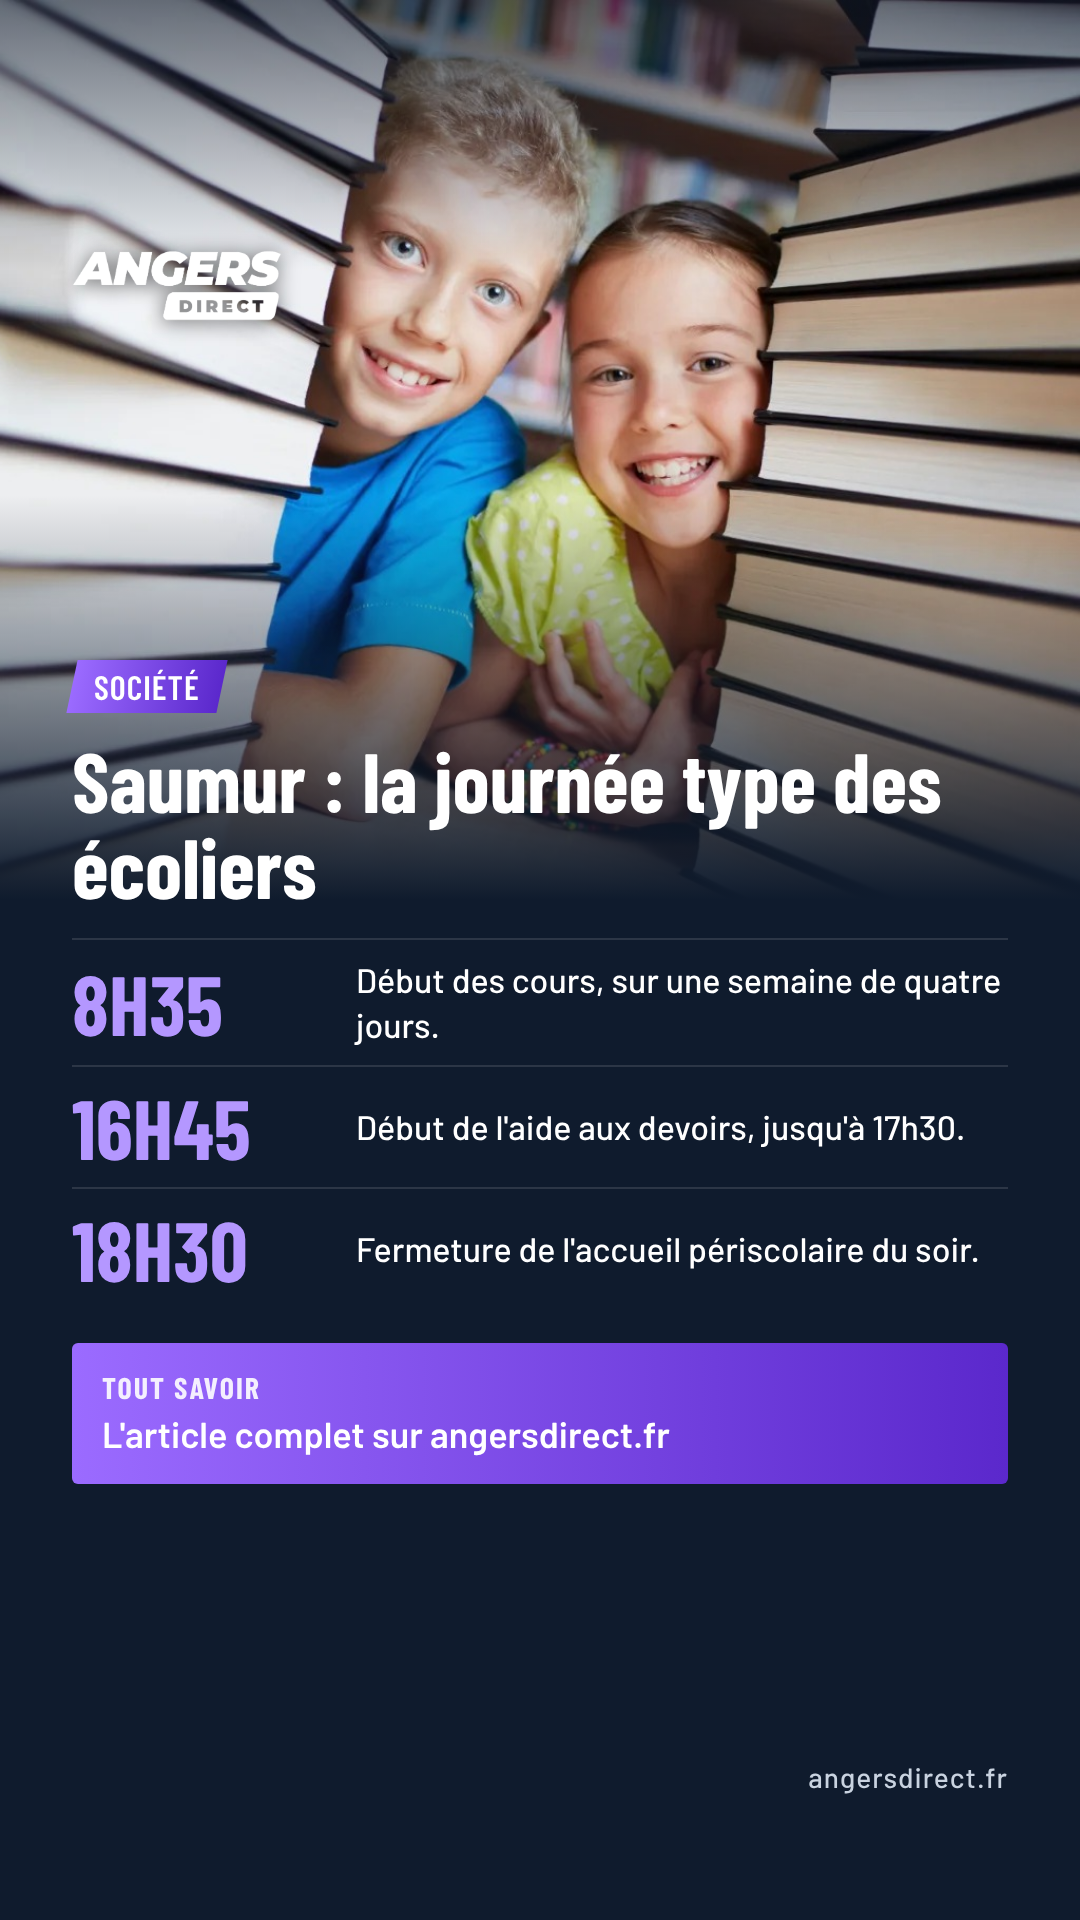 ANGERS
DIRECT
SOCIÉTÉ
Saumur : la journée type des
écoliers
8H35
Début des cours, sur une semaine de quatre
jours.
16H45
Début de l'aide aux devoirs, jusqu'à 17h30.
18H30
Fermeture de l'accueil périscolaire du soir.
TOUT SAVOIR
L'article complet sur angersdirect.fr
angersdirect.fr